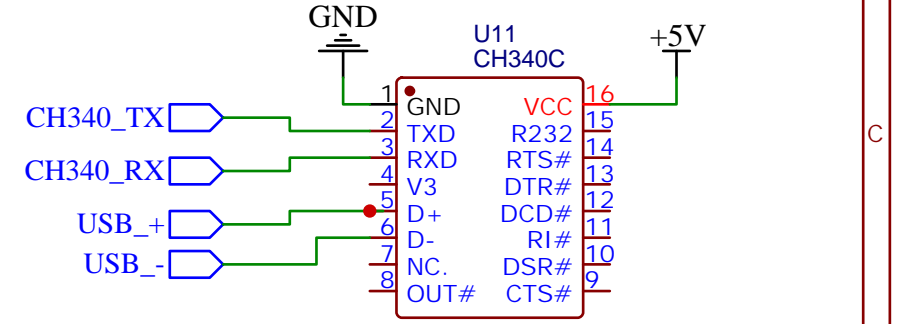 GND
U11
CH340C
+5V
1
GND
VCC
16
CH340_TX
2
TXD
R232
15
CH340_RX
3
RXD
RTS#
14
4
V3
DTR#
13
USB_+
5
D+
DCD#
12
6
D-
RI#
11
USB_-
7
NC.
DSR#
10
8
OUT#
CTS#
9
C